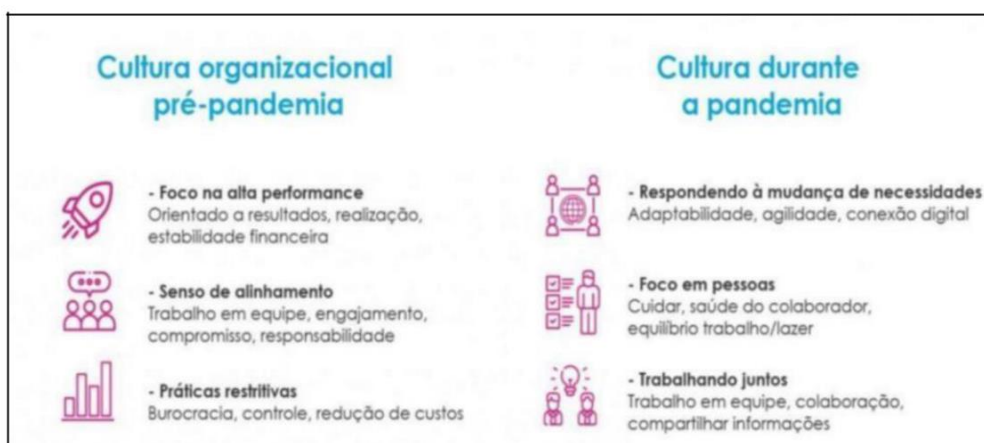 Cultura organizacional
pré-pandemia
- Foco na alta performance
Orientado a resultados, realização,
estabilidade financeira
- Senso de alinhamento
Trabalho em equipe, engajamento,
compromisso, responsabilidade
- Práticas restritivas
Burocracia, controle, redução de custos
Cultura durante
a pandemia
- Respondendo à mudança de necessidades
Adaptabilidade, agilidade, conexão digital
- Foco em pessoas
Cuidar, saúde do colaborador,
equilíbrio trabalho/lazer
- Trabalhando juntos
Trabalho em equipe, colaboração,
compartilhar informações